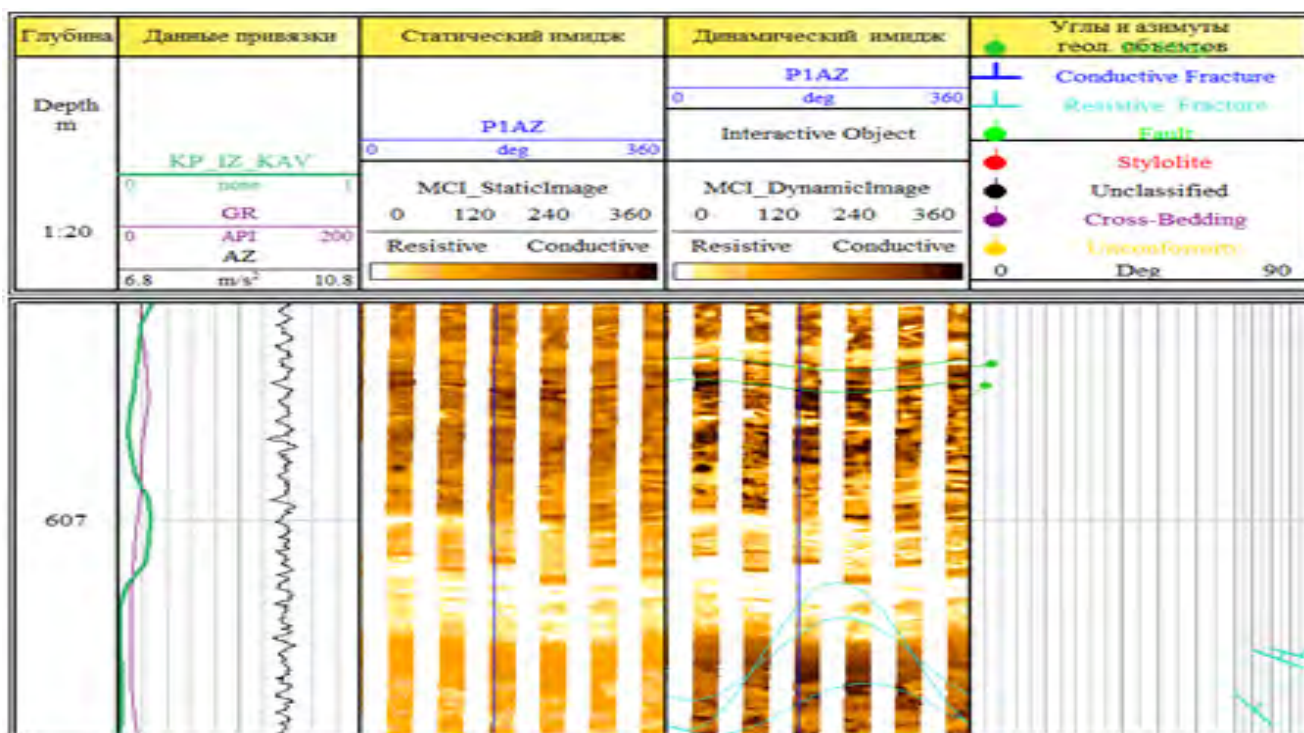 Глубина
Данные привязки
Статический имидж
Динамический имидж
Углы и азимуты
геол. объектов
Depth
m
1:20
KP_IZ_KAV
0 none 1
GR
0 API 200
AZ
6.8 m/s² 10.8
P1AZ
0 deg 360
MCI_StaticImage
0 120 240 360
Resistive Conductive
P1AZ
0 deg 360
Interactive Object
MCI_DynamicImage
0 120 240 360
Resistive Conductive
Conductive Fracture
Resistive Fracture
Fault
Stylolite
Unclassified
Cross-Bedding
Unconformity
0 Deg 90
607